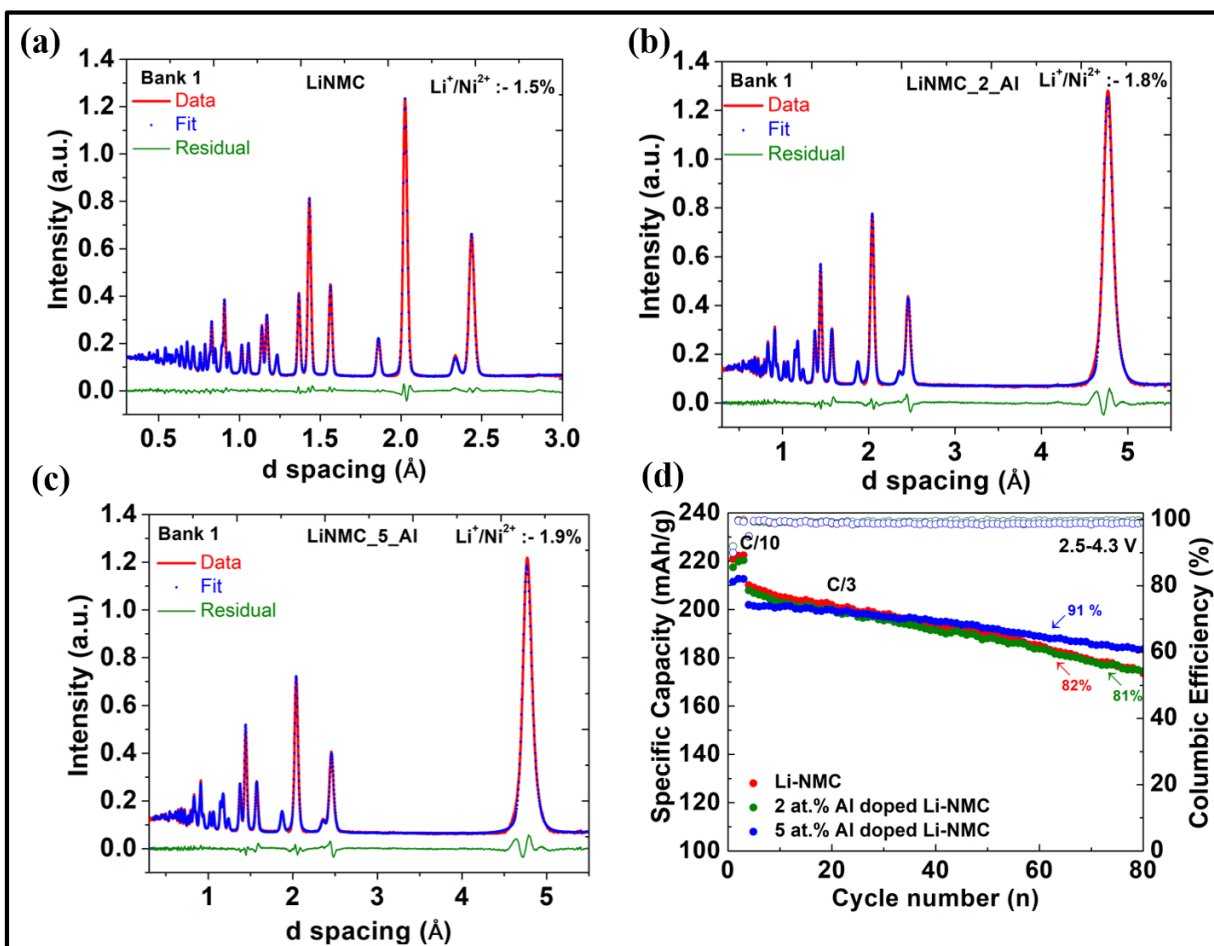 (a)
1.4
1.2
1.0
0.8
0.6
0.4
0.2
0.0
Intensity (a.u.)
Bank 1
LiNMC
Li⁺/Ni²⁺ :- 1.5%
Data
Fit
Residual
0.5 1.0 1.5 2.0 2.5 3.0
d spacing (Å)
(b)
1.4
1.2
1.0
0.8
0.6
0.4
0.2
0.0
Intensity (a.u.)
Bank 1
LiNMC_2_Al
Li⁺/Ni²⁺ :- 1.8%
Data
Fit
Residual
1 2 3 4 5
d spacing (Å)
(c)
1.4
1.2
1.0
0.8
0.6
0.4
0.2
0.0
Intensity (a.u.)
Bank 1
LiNMC_5_Al
Li⁺/Ni²⁺ :- 1.9%
Data
Fit
Residual
1 2 3 4 5
d spacing (Å)
(d)
240
220
200
180
160
140
120
100
Specific Capacity (mAh/g)
C/10
C/3
2.5-4.3 V
91 %
82%
81%
Li-NMC
2 at.% Al doped Li-NMC
5 at.% Al doped Li-NMC
0 20 40 60 80
Cycle number (n)
100
80
60
40
20
0
Columbic Efficiency (%)